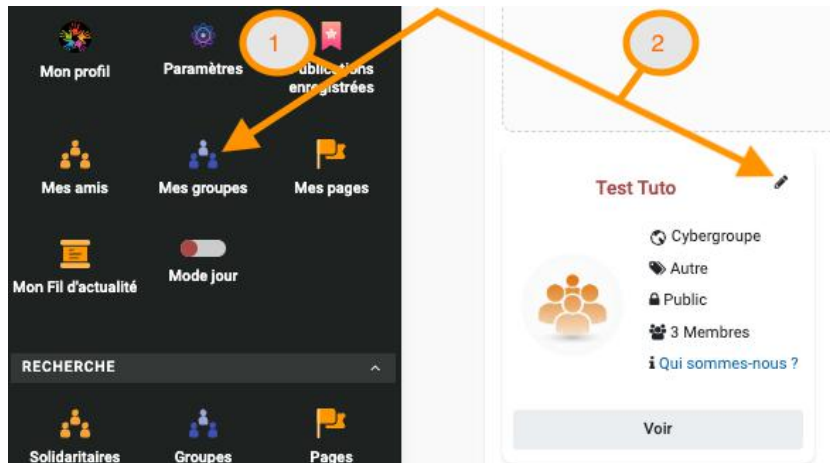 1
2
Mon profil
Paramètres
Publications
enregistrées
Mes amis
Mes groupes
Mes pages
Mon Fil d'actualité
Mode jour
RECHERCHE
Solidaritaires
Groupes
Pages
Test Tuto
Cybergroupe
Autre
Public
3 Membres
Qui sommes-nous ?
Voir